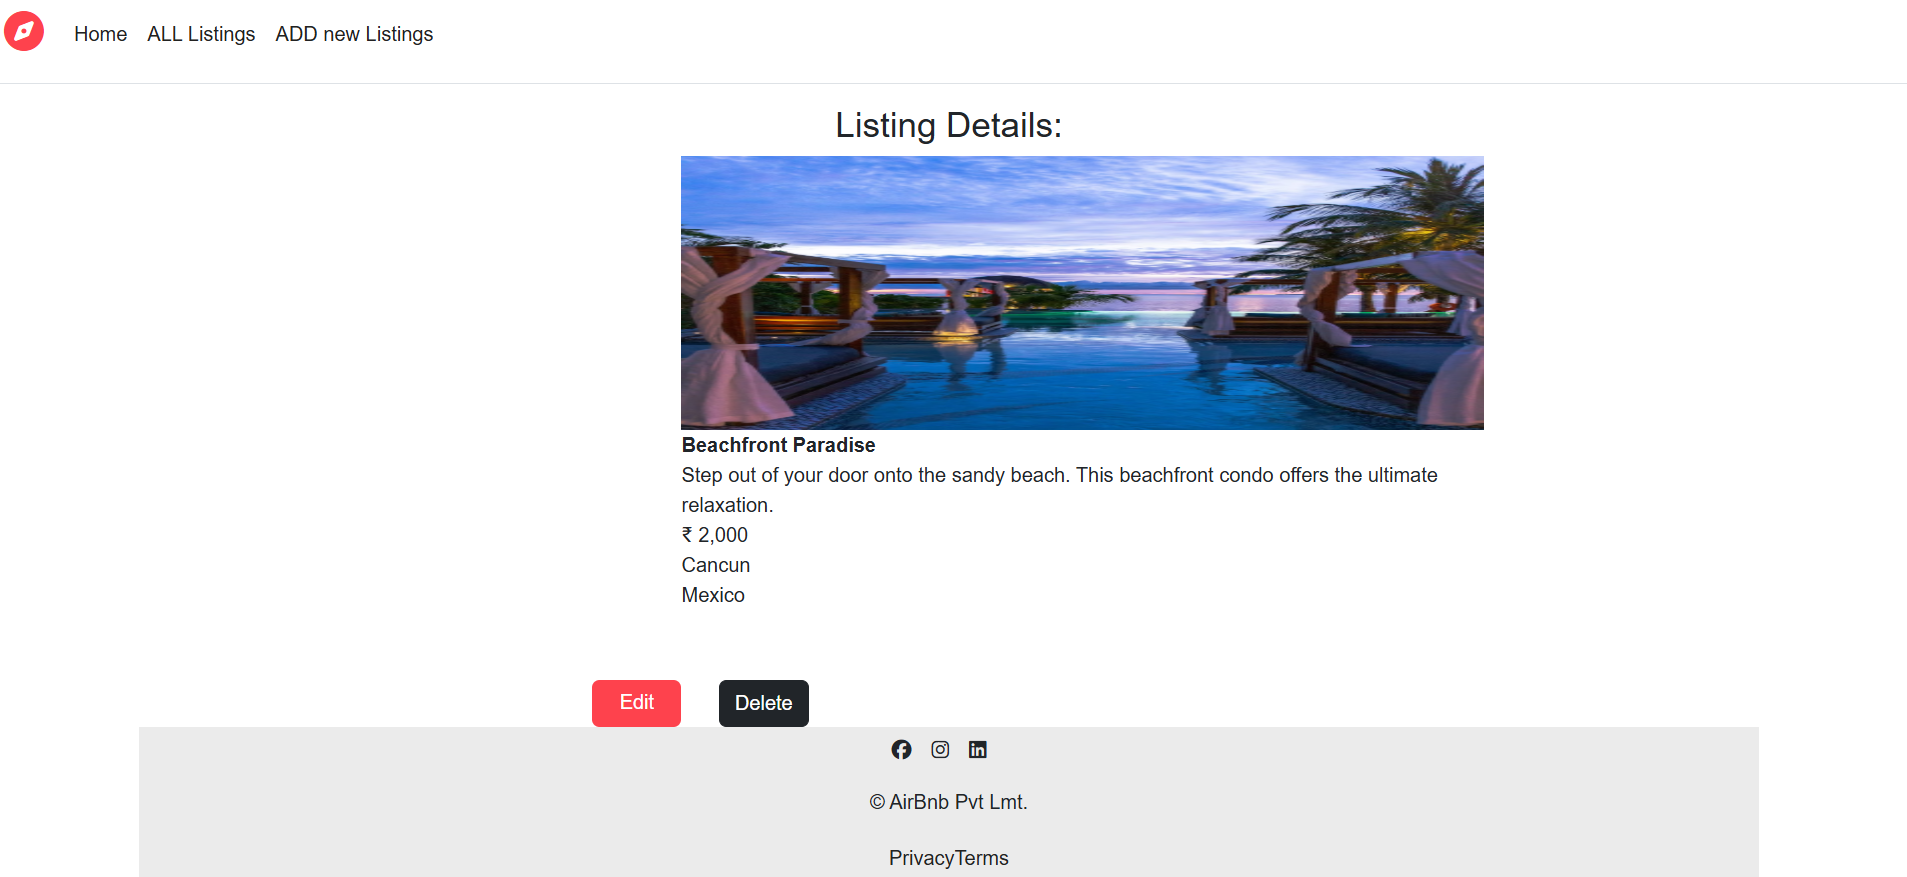 Home ALL Listings ADD new Listings
Listing Details:
Beachfront Paradise
Step out of your door onto the sandy beach. This beachfront condo offers the ultimate
relaxation.
₹ 2,000
Cancun
Mexico
Edit Delete
© AirBnb Pvt Lmt.
PrivacyTerms